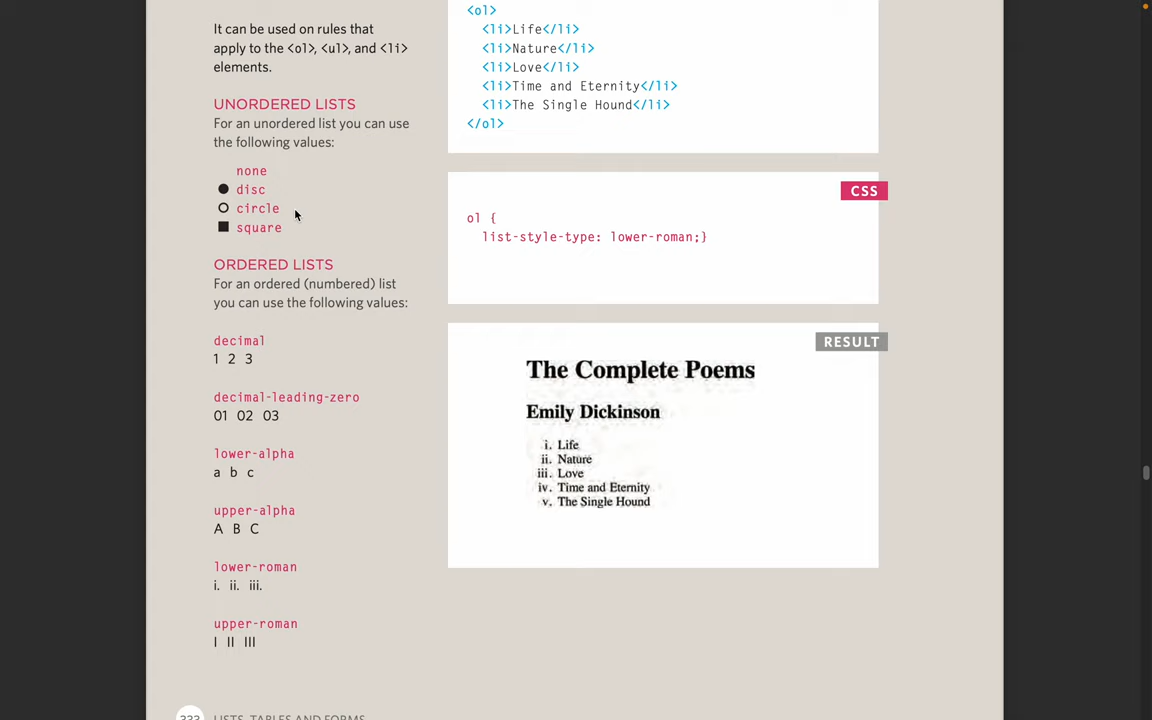 It can be used on rules that
apply to the <ol>, <ul>, and <li>
elements.
UNORDERED LISTS
For an unordered list you can use
the following values:
none
disc
circle
square
ORDERED LISTS
For an ordered (numbered) list
you can use the following values:
decimal
1 2 3
decimal-leading-zero
01 02 03
lower-alpha
a b c
upper-alpha
A B C
lower-roman
i. ii. iii.
upper-roman
I II III
<ol>
<li>Life</li>
<li>Nature</li>
<li>Love</li>
<li>Time and Eternity</li>
<li>The Single Hound</li>
</ol>
CSS
ol {
list-style-type: lower-roman;}
RESULT
The Complete Poems
Emily Dickinson
i. Life
ii. Nature
iii. Love
iv. Time and Eternity
v. The Single Hound
333 LISTS, TABLES AND FORMS